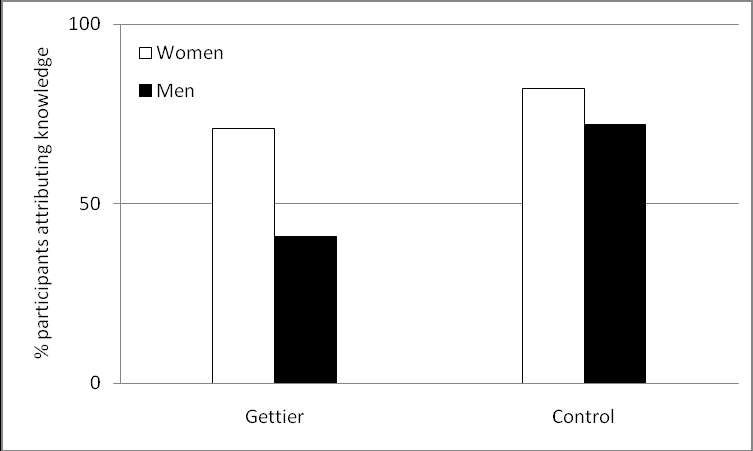 100
Women
Men
50
0
% participants attributing knowledge
Gettier
Control